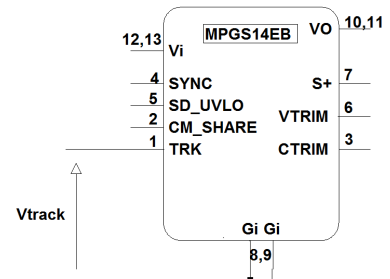 MPGS14EB
VO 10,11
12,13 Vi
S+ 7
4 SYNC
5 SD_UVLO
VTRIM 6
2 CM_SHARE
1 TRK
CTRIM 3
Vtrack
Gi Gi
8,9